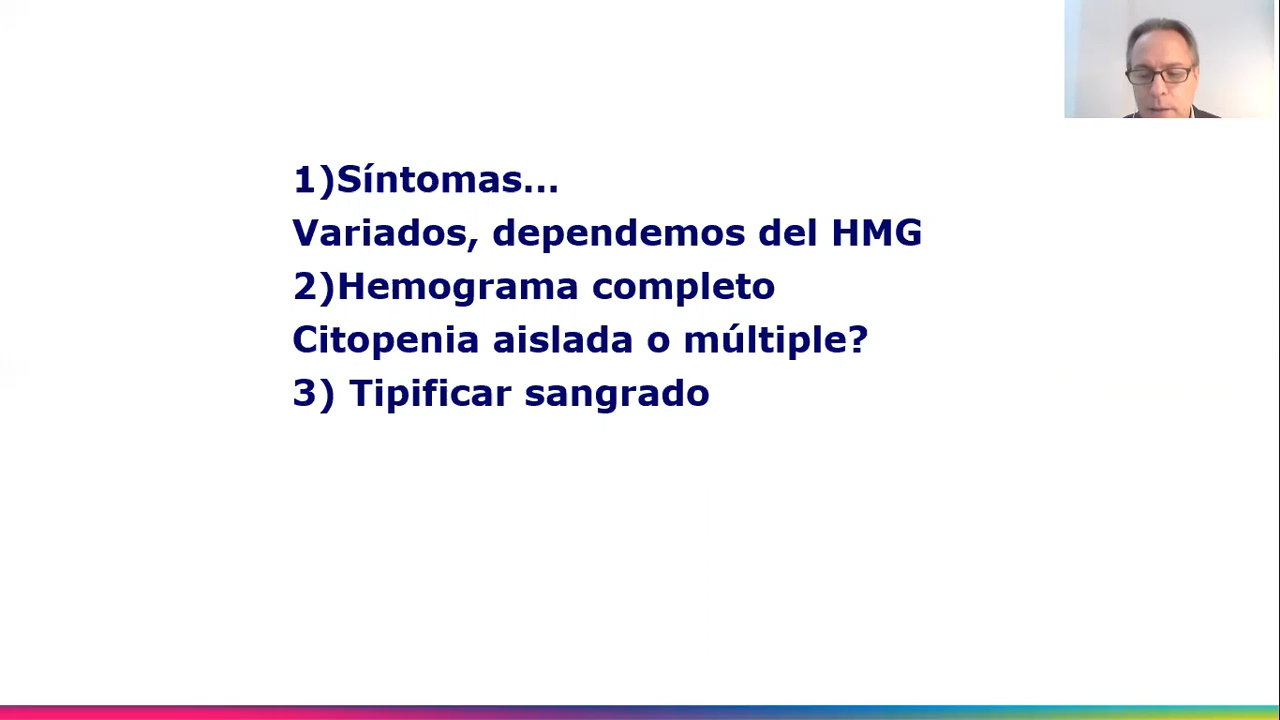 1)Síntomas...
Variados, dependemos del HMG
2)Hemograma completo
Citopenia aislada o múltiple?
3) Tipificar sangrado